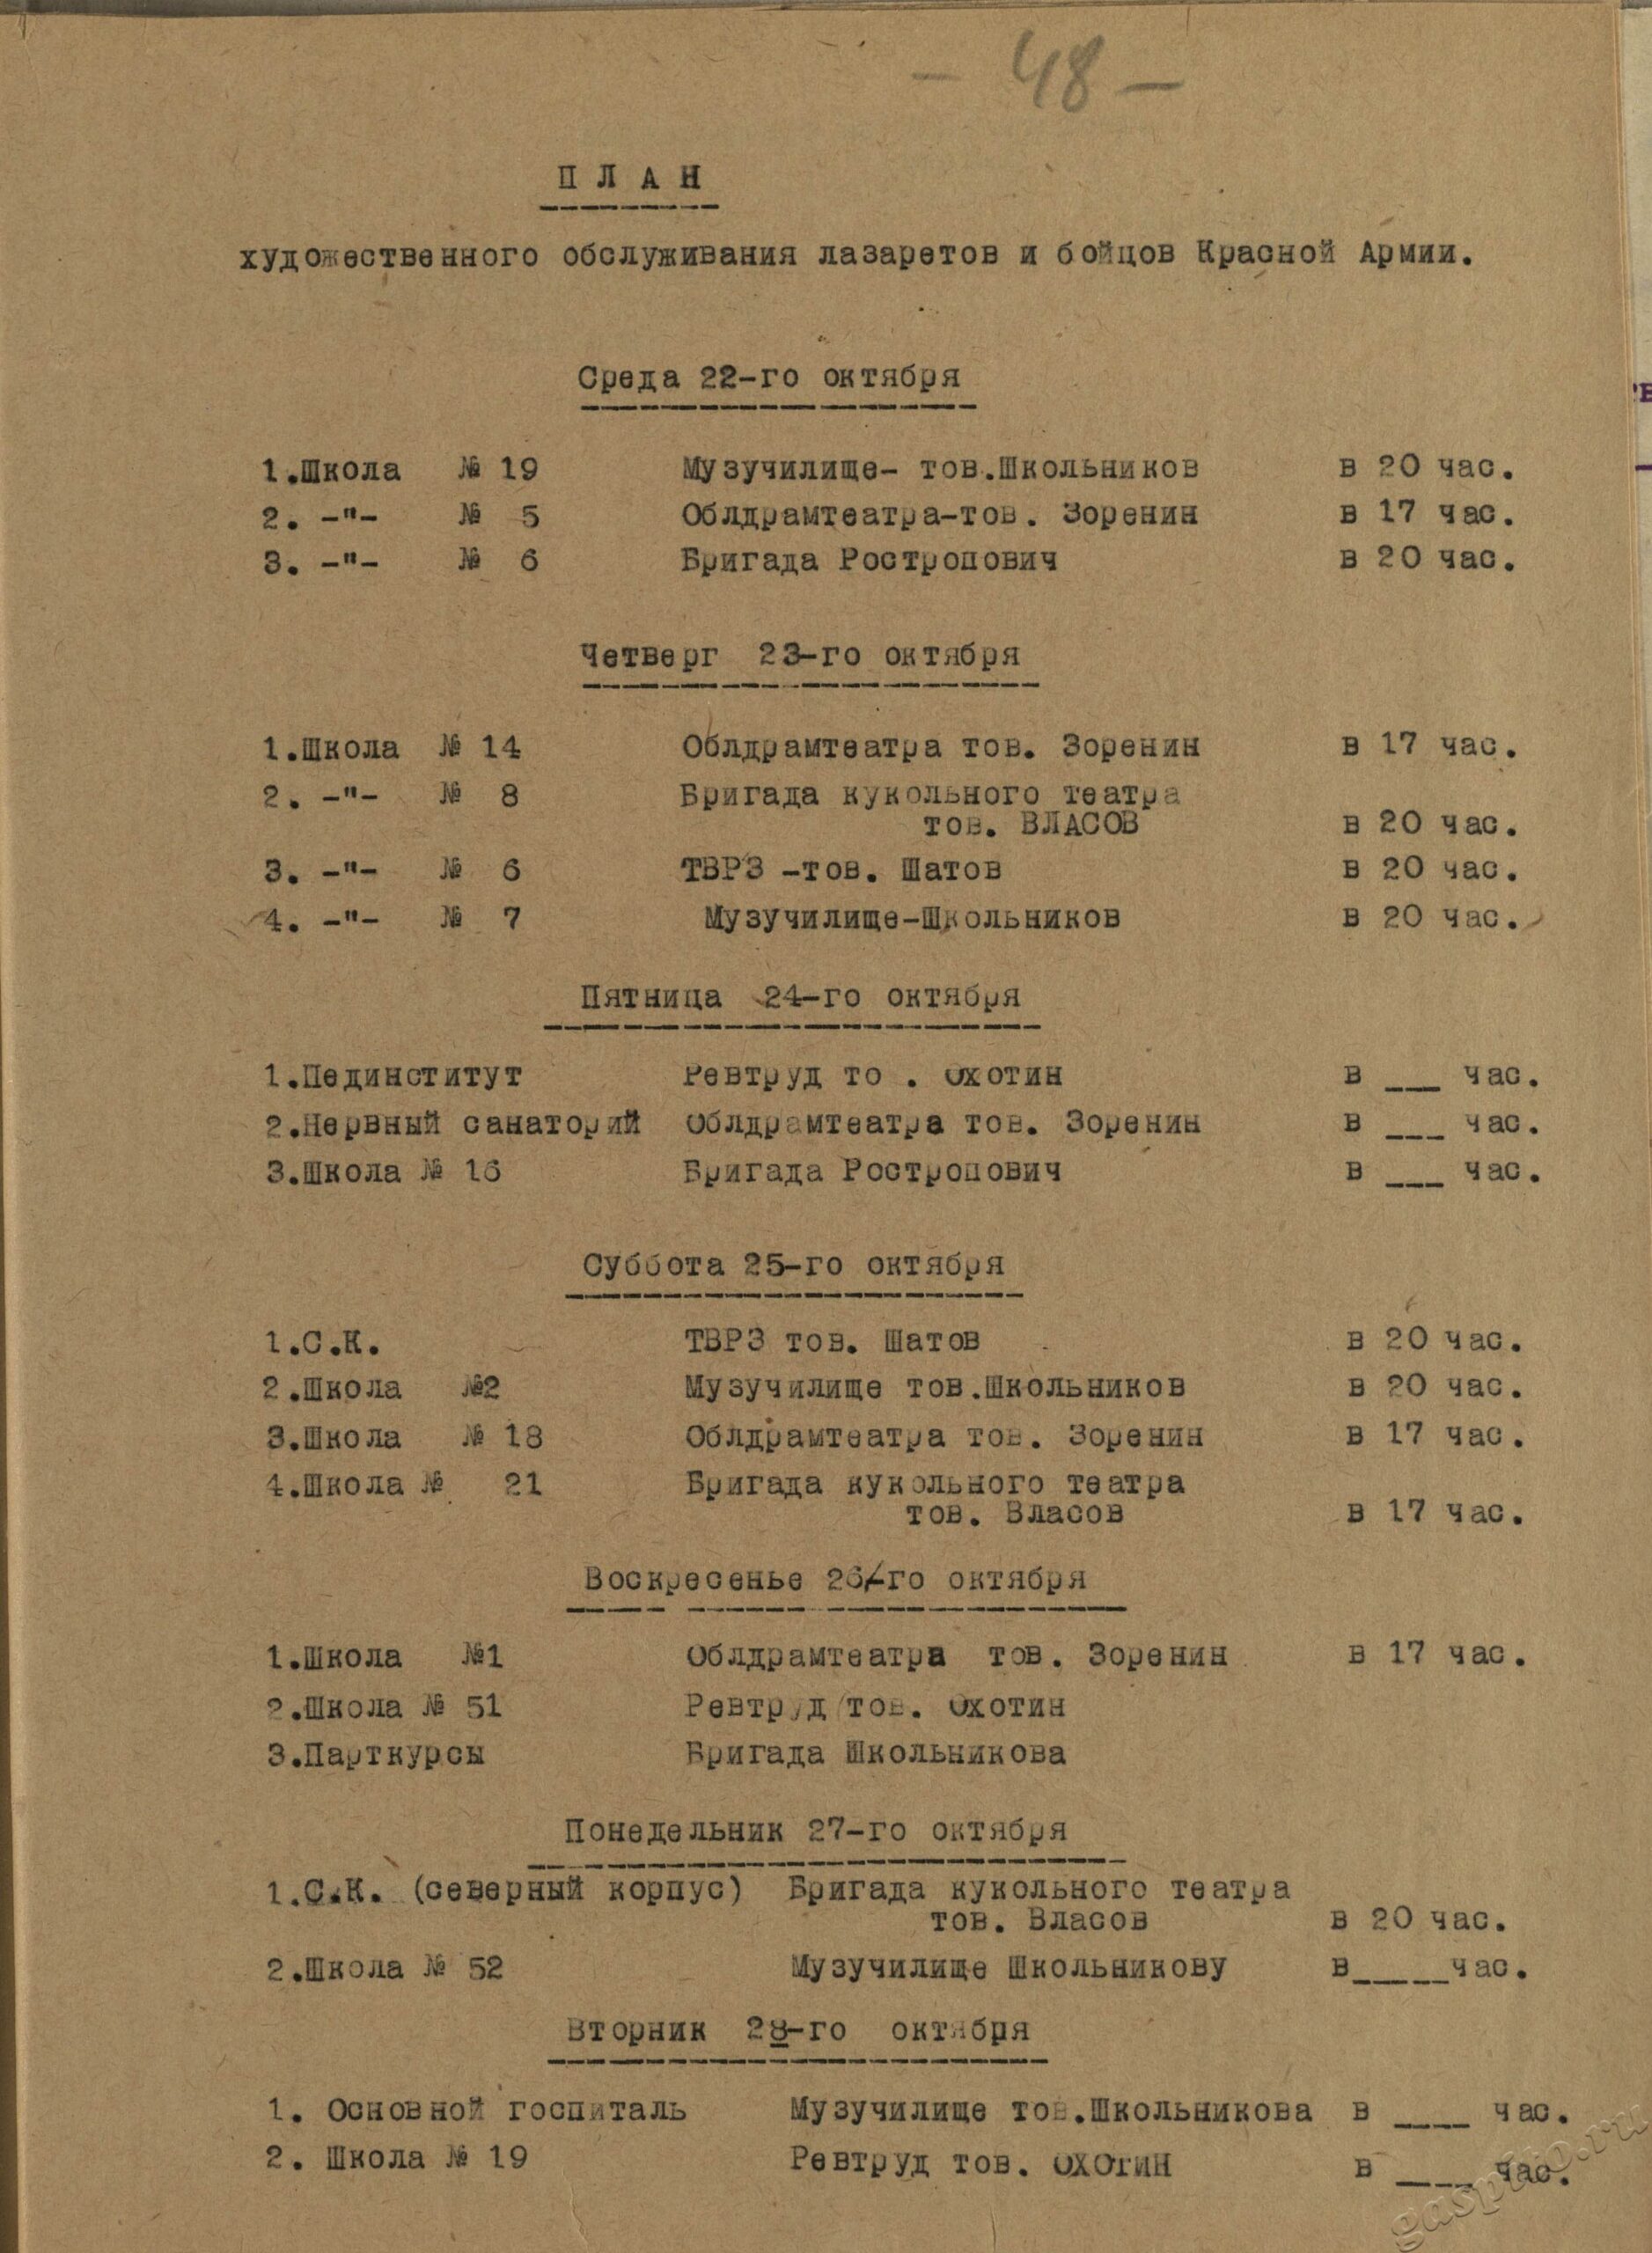 - 48 -
П Л А Н
художественного обслуживания лазаретов и бойцов Красной Армии.
Среда 22-го октября
1.Школа № 19 Музучилище- тов.Школьников в 20 час.
2. -"- № 5 Облдрамтеатра-тов. Зоренин в 17 час.
3. -"- № 6 Бригада Ростропович в 20 час.
Четверг 23-го октября
1.Школа № 14 Облдрамтеатра тов. Зоренин в 17 час.
2. -"- № 8 Бригада кукольного театра
тов. ВЛАСОВ в 20 час.
3. -"- № 6 ТВРЗ -тов. Шатов в 20 час.
4. -"- № 7 Музучилище-Школьников в 20 час.
Пятница 24-го октября
1.Пединститут Ревтруд то . Охотин в ___ час.
2.Нервный санаторий Облдрамтеатра тов. Зоренин в ___ час.
3.Школа № 16 Бригада Ростропович в ___ час.
Суббота 25-го октября
1.С.К. ТВРЗ тов. Шатов в 20 час.
2.Школа №2 Музучилище тов.Школьников в 20 час.
3.Школа № 18 Облдрамтеатра тов. Зоренин в 17 час.
4.Школа № 21 Бригада кукольного театра
тов. Власов в 17 час.
Воскресенье 26-го октября
1.Школа №1 Облдрамтеатра тов. Зоренин в 17 час.
2.Школа № 51 Ревтруд тов. Охотин
3.Парткурсы Бригада Школьникова
Понедельник 27-го октября
1.С.К. (северный корпус) Бригада кукольного театра
тов. Власов в 20 час.
2.Школа № 52 Музучилище Школьникову в_____час.
Вторник 28-го октября
1. Основной госпиталь Музучилище тов.Школьникова в ____ час.
2. Школа № 19 Ревтруд тов. Охотин в ____ час.
gaspito.ru